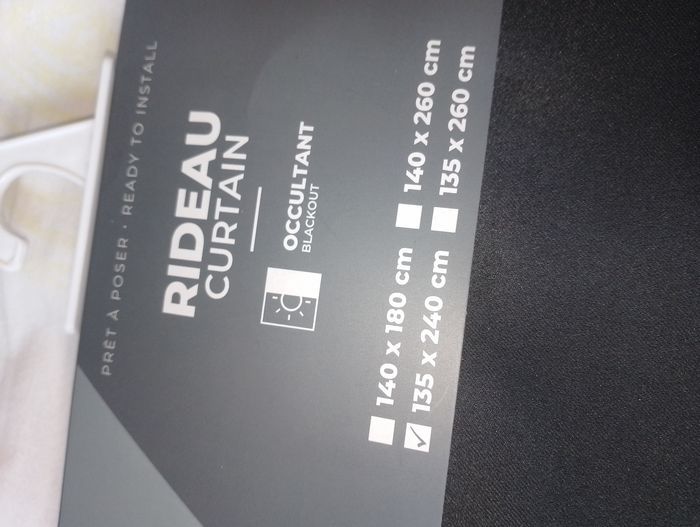 PRÊT À POSER · READY TO INSTALL
RIDEAU
CURTAIN
OCCULTANT
BLACKOUT
140 x 180 cm
140 x 260 cm
135 x 240 cm
135 x 260 cm